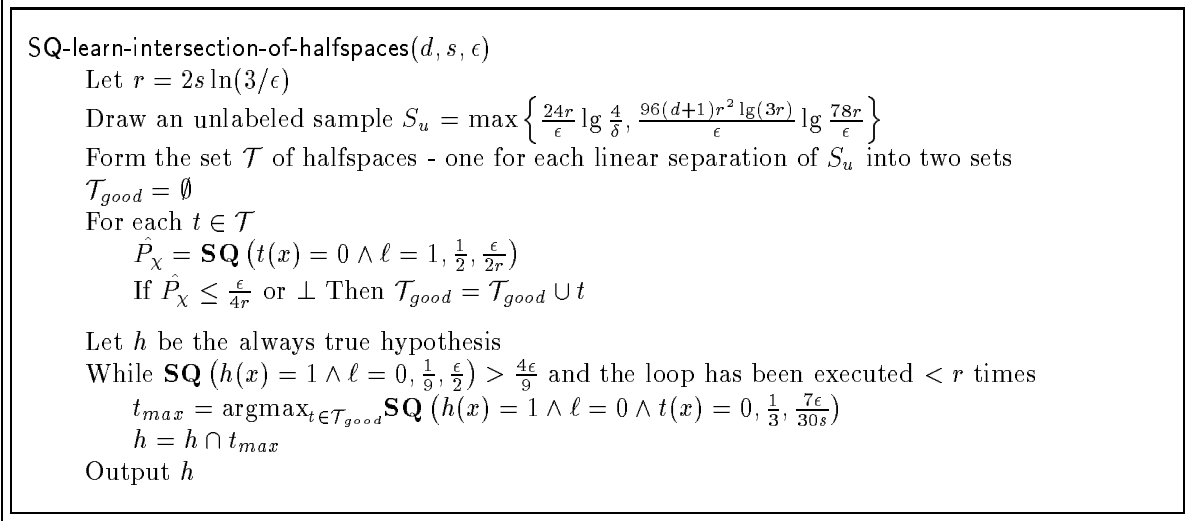 SQ-learn-intersection-of-halfspaces(d, s, ϵ)
Let r = 2s ln(3/ϵ)
Draw an unlabeled sample S_u = max { 24r/ϵ lg 4/δ, 96(d+1)r² lg(3r)/ϵ lg 78r/ϵ }
Form the set 𝒯 of halfspaces - one for each linear separation of S_u into two sets
𝒯_good = ∅
For each t ∈ 𝒯
P̂_χ = SQ (t(x) = 0 ∧ ℓ = 1, 1/2, ϵ/2r)
If P̂_χ ≤ ϵ/4r or ⊥ Then 𝒯_good = 𝒯_good ∪ t
Let h be the always true hypothesis
While SQ (h(x) = 1 ∧ ℓ = 0, 1/9, ϵ/2) > 4ϵ/9 and the loop has been executed < r times
t_max = argmax_{t∈𝒯_good} SQ (h(x) = 1 ∧ ℓ = 0 ∧ t(x) = 0, 1/3, 7ϵ/30s)
h = h ∩ t_max
Output h